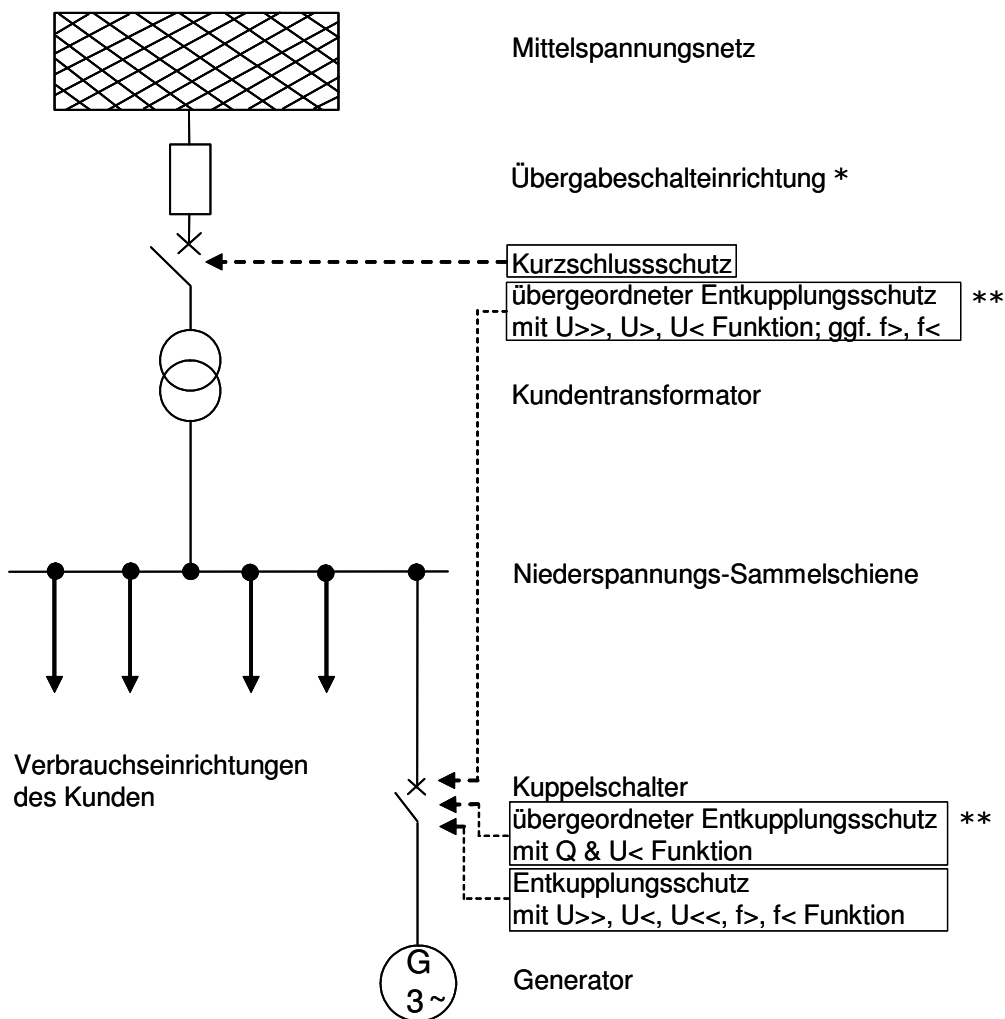 Mittelspannungsnetz
Übergabeschalteinrichtung *
Kurzschlussschutz
übergeordneter Entkupplungsschutz **
mit U>>, U>, U< Funktion; ggf. f>, f<
Kundentransformator
Niederspannungs-Sammelschiene
Verbrauchseinrichtungen
des Kunden
Kuppelschalter
übergeordneter Entkupplungsschutz **
mit Q & U< Funktion
Entkupplungsschutz
mit U>>, U<, U<<, f>, f< Funktion
G
3~
Generator